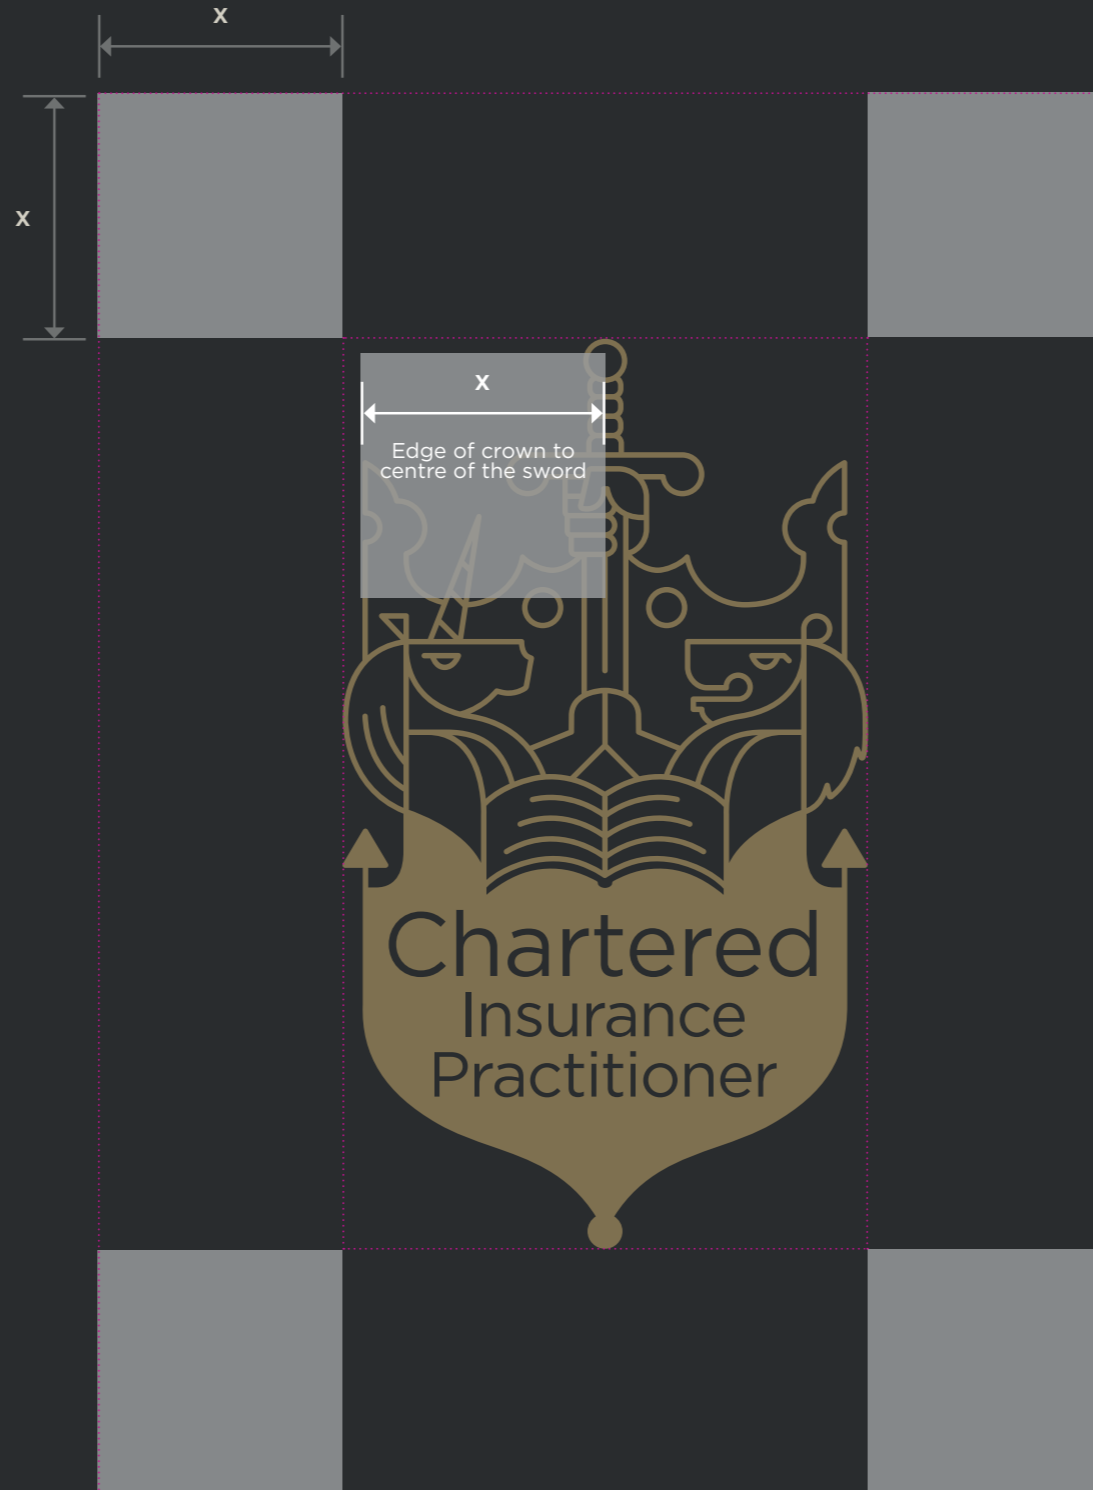 x
x
x
Edge of crown to
centre of the sword
Chartered
Insurance
Practitioner